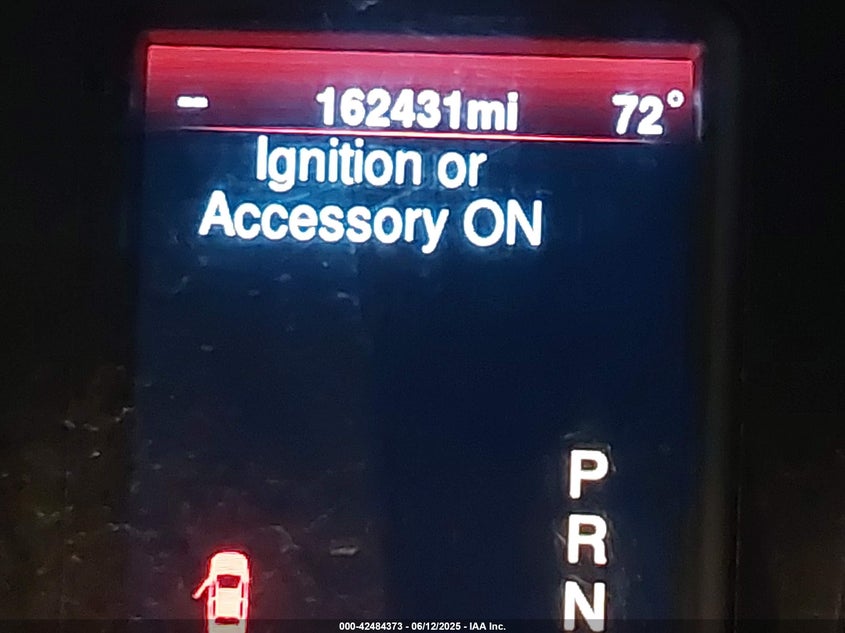 -- 162431mi 72°
Ignition or
Accessory ON
P
R
N
000-42484373 - 06/12/2025 - IAA Inc.